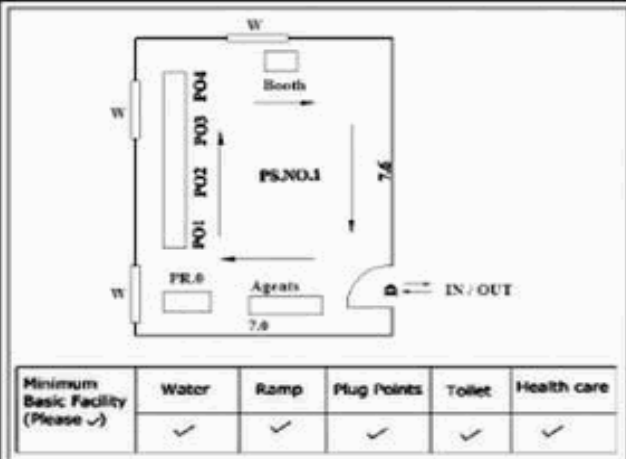 W
Booth
W
PO4
PO3
PO2
PO1
PS.NO.1
7.6
PR.0
Agents
W
D
IN / OUT
7.0
Minimum Basic Facility (Please ✓) Water Ramp Plug Points Toilet Health care
✓ ✓ ✓ ✓ ✓